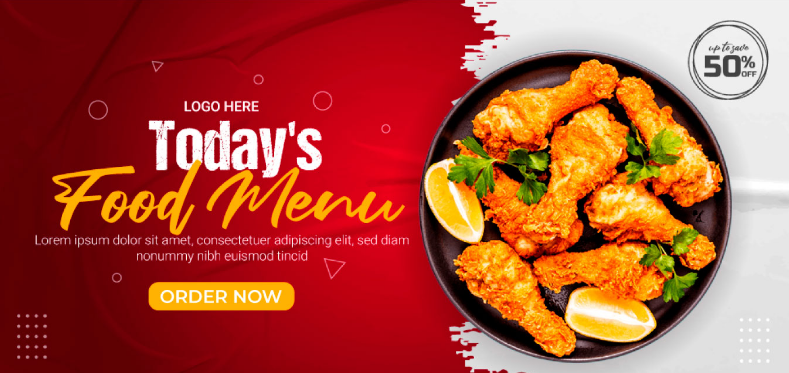 LOGO HERE
Today's
Food Menu
Lorem ipsum dolor sit amet, consectetuer adipiscing elit, sed diam
nonummy nibh euismod tincid
ORDER NOW
up to save
50%
OFF